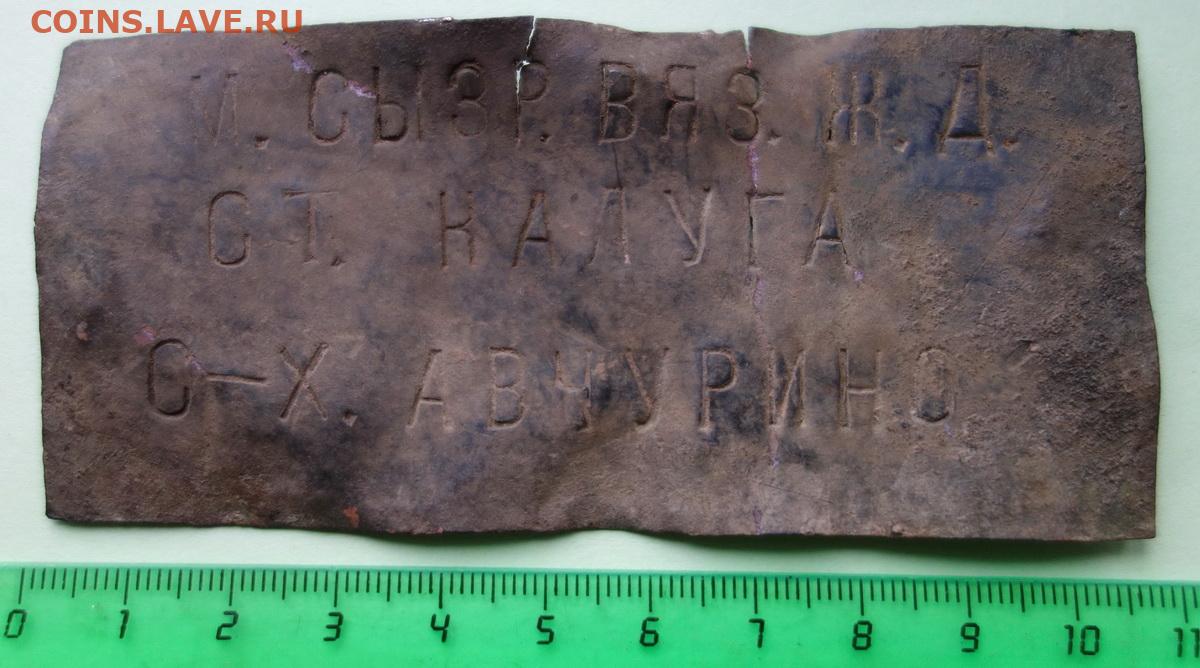 COINS.LAVE.RU
М. СЫЗР. ВЯЗ. Ж. Д.
СТ. КАЛУГА
С-Х. АВЧУРИНО
0 1 2 3 4 5 6 7 8 9 10 11